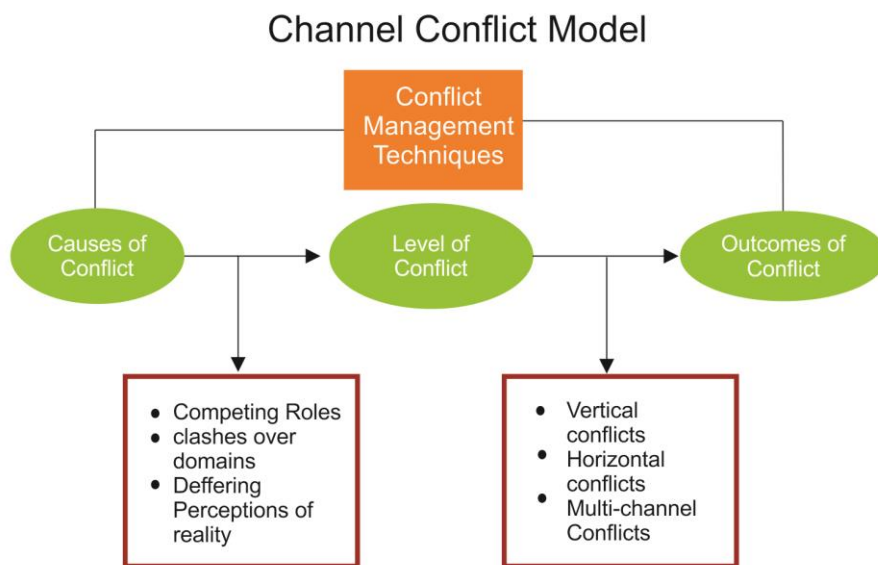 Channel Conflict Model
Conflict
Management
Techniques
Causes of
Conflict
Level of
Conflict
Outcomes of
Conflict
• Competing Roles
• clashes over
domains
• Deffering
Perceptions of
reality
• Vertical
conflicts
• Horizontal
conflicts
• Multi-channel
Conflicts